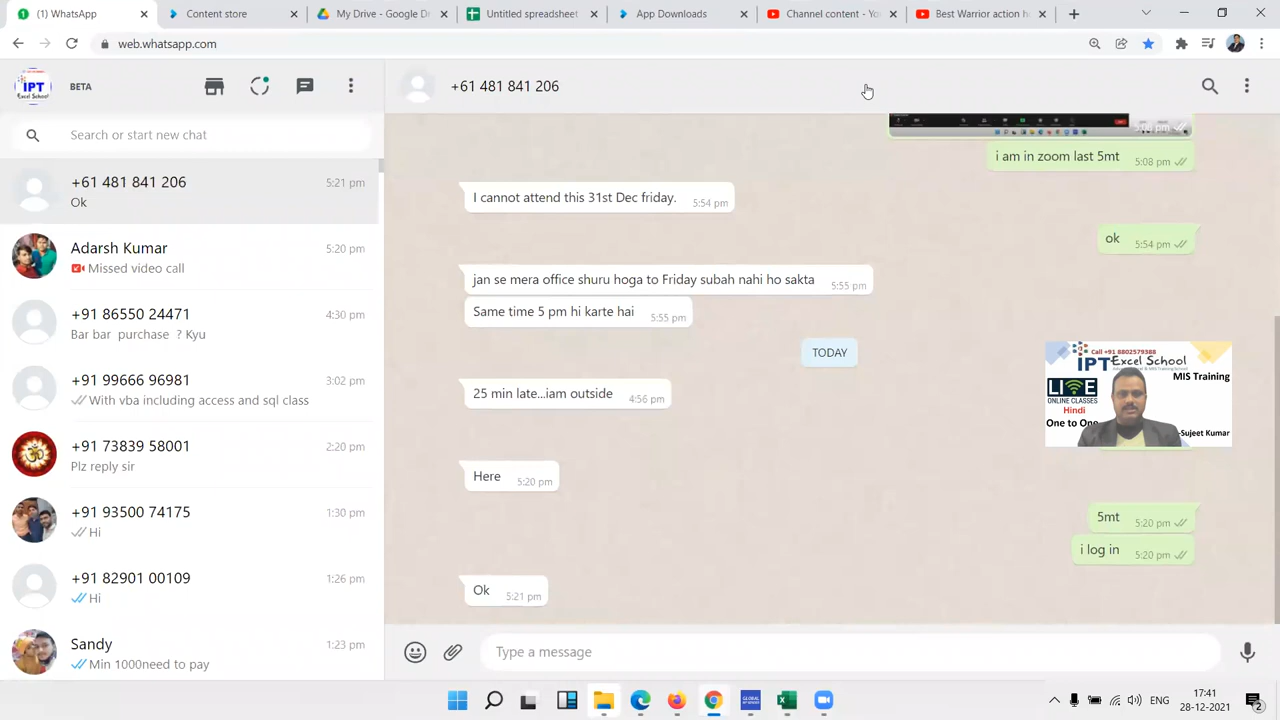 1
(1) WhatsApp
Content store
My Drive - Google D
Untitled spreadsheet
App Downloads
Channel content - Yo
Best Warrior action h
web.whatsapp.com
IPT
Excel School
BETA
+61 481 841 206
Search or start new chat
+61 481 841 206
5:21 pm
Ok
Adarsh Kumar
5:20 pm
Missed video call
+91 86550 24471
4:30 pm
Bar bar purchase ? Kyu
+91 99666 96981
3:02 pm
With vba including access and sql class
+91 73839 58001
2:20 pm
Plz reply sir
+91 93500 74175
1:30 pm
Hi
+91 82901 00109
1:26 pm
Hi
Sandy
1:23 pm
Min 1000need to pay
i am in zoom last 5mt
5:08 pm
I cannot attend this 31st Dec friday.
5:54 pm
ok
5:54 pm
jan se mera office shuru hoga to Friday subah nahi ho sakta
5:55 pm
Same time 5 pm hi karte hai
5:55 pm
TODAY
25 min late...iam outside
4:56 pm
Here
5:20 pm
5mt
5:20 pm
i log in
5:20 pm
Ok
5:21 pm
Type a message
Call +91 8802579388
IPT Excel School
MIS Training
LIVE
ONLINE CLASSES
Hindi
One to One
-Sujeet Kumar
ENG
17:41
28-12-2021
2